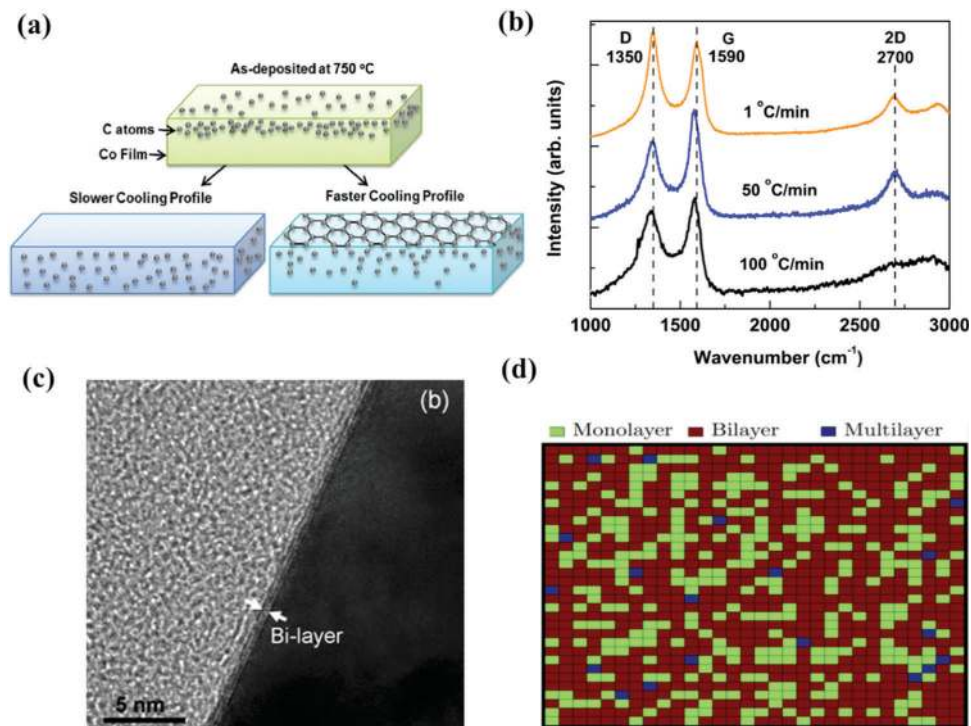 (a)
As-deposited at 750 °C
C atoms
Co Film
Slower Cooling Profile
Faster Cooling Profile
(b)
D
1350
G
1590
2D
2700
1 °C/min
50 °C/min
100 °C/min
Intensity (arb. units)
1000
1500
2000
2500
3000
Wavenumber (cm⁻¹)
(c)
(b)
Bi-layer
5 nm
(d)
Monolayer
Bilayer
Multilayer